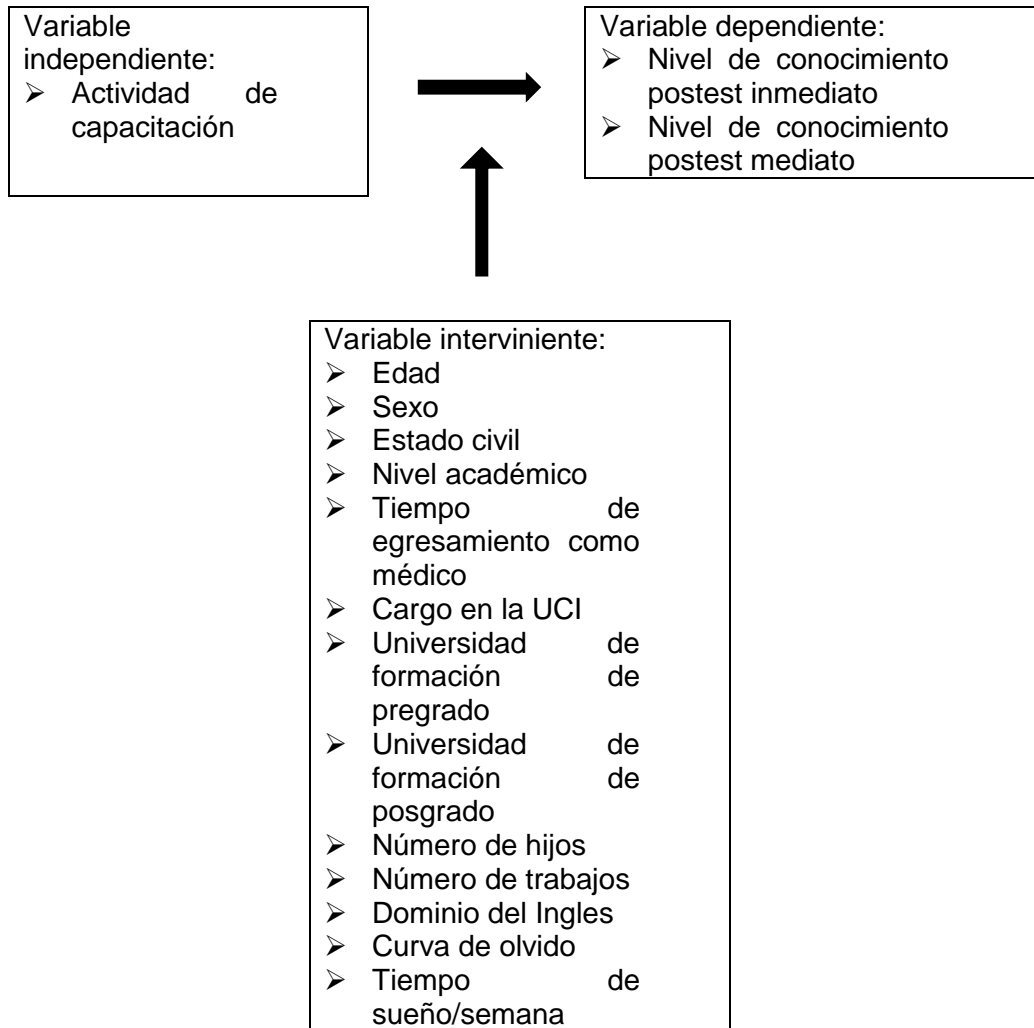 Variable
independiente:
➢ Actividad de
capacitación
Variable dependiente:
➢ Nivel de conocimiento
postest inmediato
➢ Nivel de conocimiento
postest mediato
Variable interviniente:
➢ Edad
➢ Sexo
➢ Estado civil
➢ Nivel académico
➢ Tiempo de
egresamiento como
médico
➢ Cargo en la UCI
➢ Universidad de
formación de
pregrado
➢ Universidad de
formación de
posgrado
➢ Número de hijos
➢ Número de trabajos
➢ Dominio del Ingles
➢ Curva de olvido
➢ Tiempo de
sueño/semana